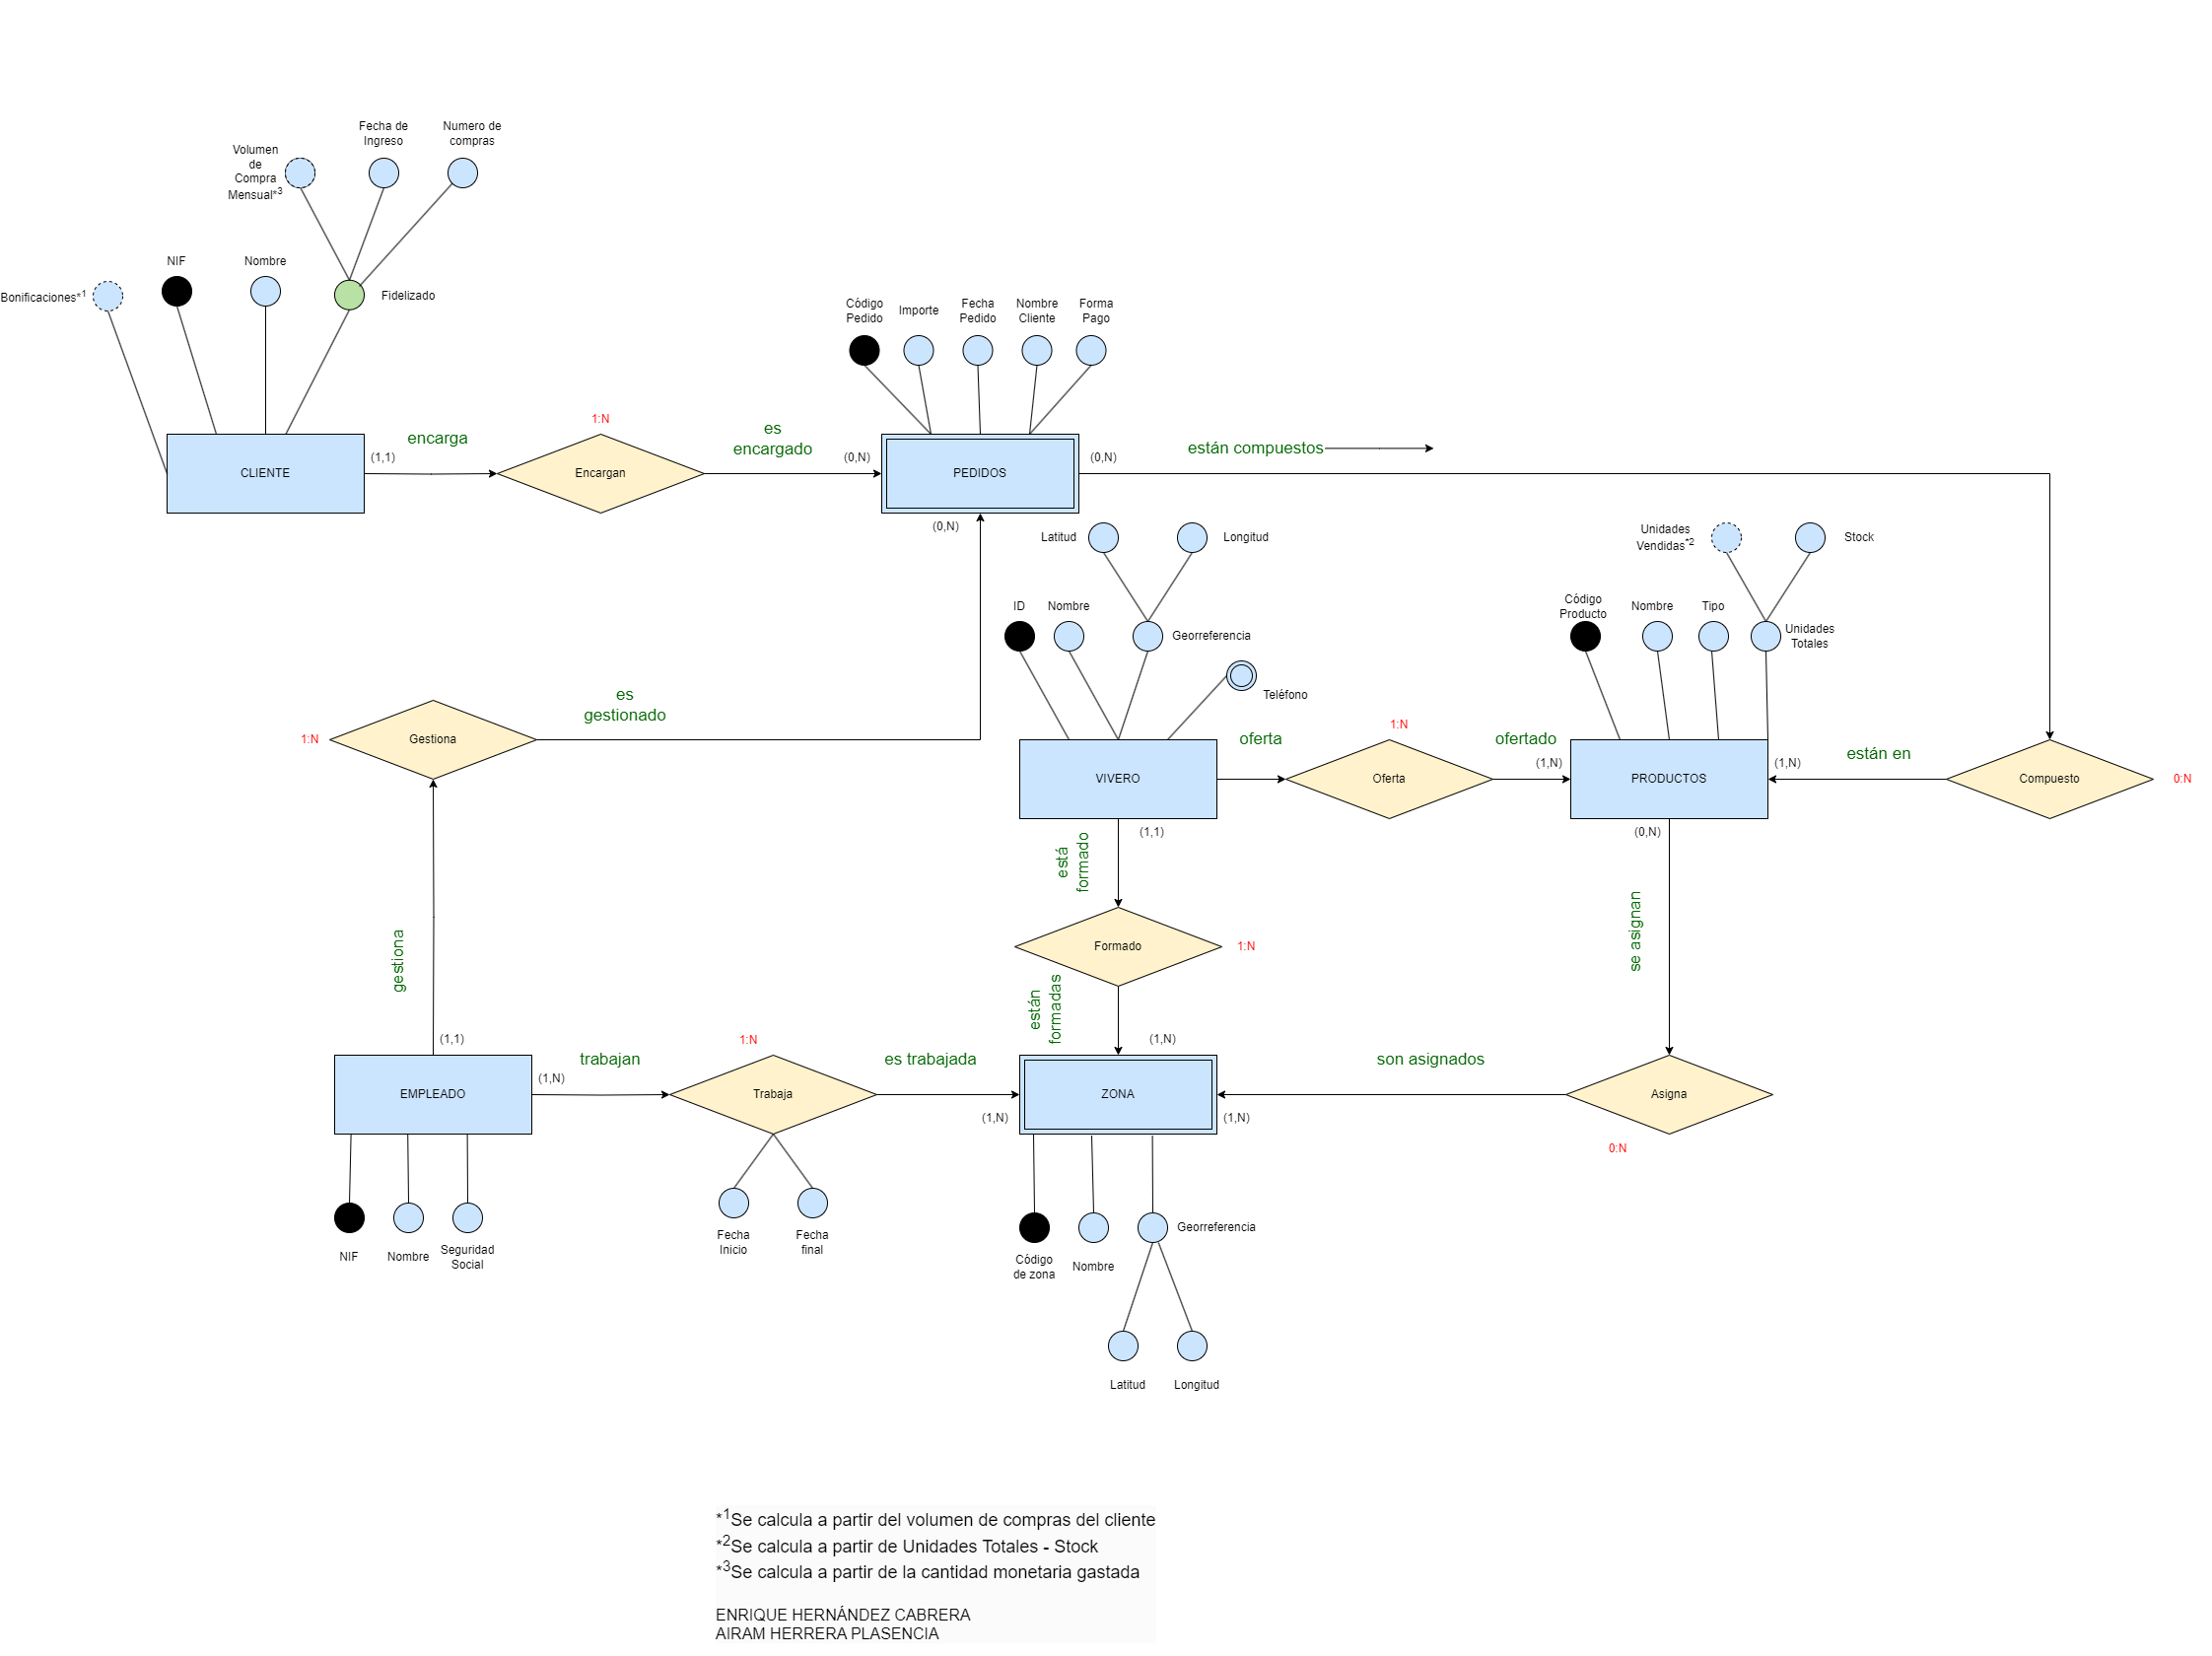 Fecha de
Ingreso
Numero de
compras
Volumen
de
Compra
Mensual*3
NIF
Nombre
Bonificaciones*1
Fidelizado
Código
Pedido
Importe
Fecha
Pedido
Nombre
Cliente
Forma
Pago
1:N
encarga
es
encargado
están compuestos
(1,1)
(0,N)
(0,N)
CLIENTE
Encargan
PEDIDOS
(0,N)
Latitud
Longitud
Unidades
Vendidas*2
Stock
ID
Nombre
Georreferencia
Código
Producto
Nombre
Tipo
Unidades
Totales
Teléfono
es
gestionado
1:N
Gestiona
1:N
oferta
ofertado
(1,N)
(1,N)
están en
VIVERO
Oferta
PRODUCTOS
Compuesto
0:N
(1,1)
(0,N)
está
formado
se asignan
Formado
1:N
gestiona
están
formadas
(1,1)
1:N
(1,N)
trabajan
es trabajada
son asignados
(1,N)
EMPLEADO
Trabaja
ZONA
Asigna
(1,N)
(1,N)
0:N
NIF
Nombre
Seguridad
Social
Fecha
Inicio
Fecha
final
Georreferencia
Código
de zona
Nombre
Latitud
Longitud
*1Se calcula a partir del volumen de compras del cliente
*2Se calcula a partir de Unidades Totales - Stock
*3Se calcula a partir de la cantidad monetaria gastada
ENRIQUE HERNÁNDEZ CABRERA
AIRAM HERRERA PLASENCIA